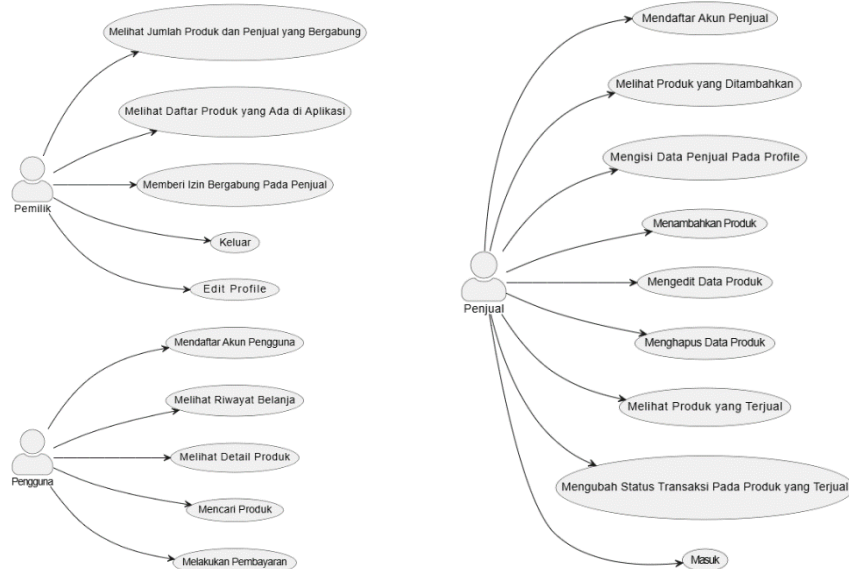 Melihat Jumlah Produk dan Penjual yang Bergabung
Melihat Daftar Produk yang Ada di Aplikasi
Memberi Izin Bergabung Pada Penjual
Pemilik
Keluar
Edit Profile
Mendaftar Akun Pengguna
Melihat Riwayat Belanja
Melihat Detail Produk
Pengguna
Mencari Produk
Melakukan Pembayaran
Mendaftar Akun Penjual
Melihat Produk yang Ditambahkan
Mengisi Data Penjual Pada Profile
Menambahkan Produk
Mengedit Data Produk
Penjual
Menghapus Data Produk
Melihat Produk yang Terjual
Mengubah Status Transaksi Pada Produk yang Terjual
Masuk